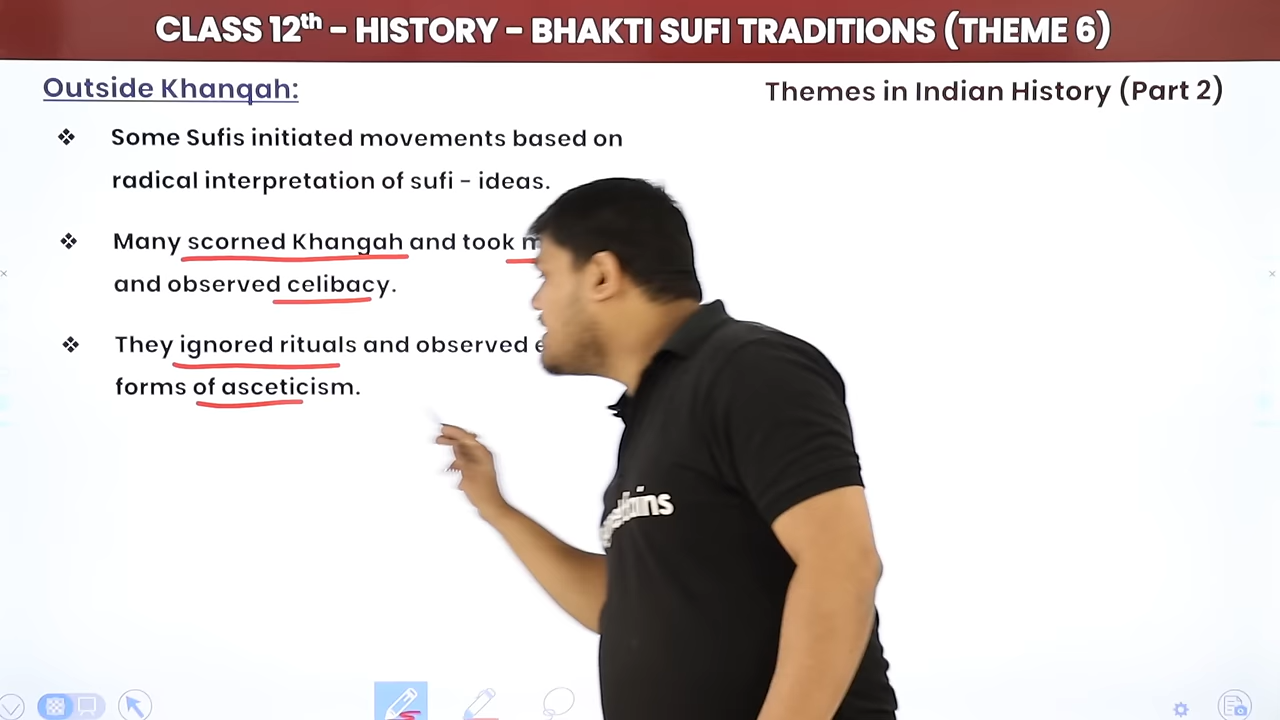 CLASS 12th - HISTORY - BHAKTI SUFI TRADITIONS (THEME 6)
Outside Khanqah:
Themes in Indian History (Part 2)
❖ Some Sufis initiated movements based on
radical interpretation of sufi - ideas.
❖ Many scorned Khangah and took
and observed celibacy.
❖ They ignored rituals and observed
forms of asceticism.